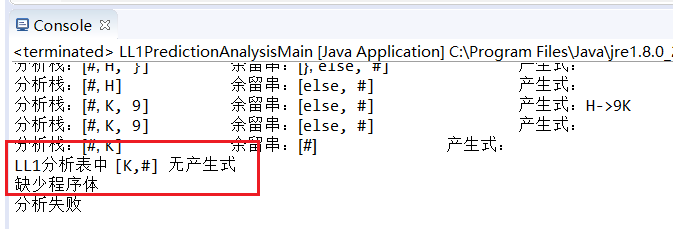 Console
<terminated> LL1PredictionAnalysisMain [Java Application] C:\Program Files\Java\jre1.8.0_
分析栈：[#, H, }] 余留串：[}, else, #] 产生式：
分析栈：[#, H] 余留串：[else, #] 产生式：
分析栈：[#, K, 9] 余留串：[else, #] 产生式：H->9K
分析栈：[#, K, 9] 余留串：[else, #] 产生式：
分析栈：[#, K] 余留串：[#] 产生式：
LL1分析表中 [K,#] 无产生式
缺少程序体
分析失败